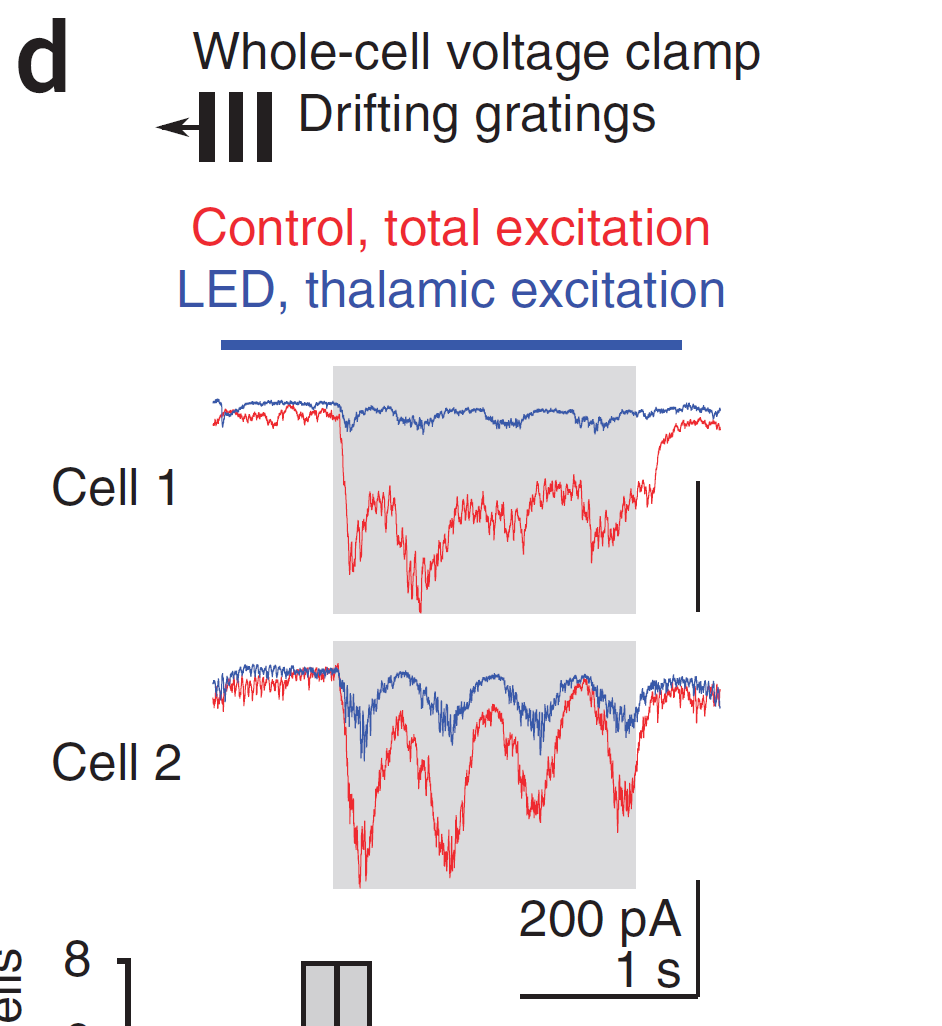 d
Whole-cell voltage clamp
Drifting gratings
Control, total excitation
LED, thalamic excitation
Cell 1
Cell 2
200 pA
1 s
8